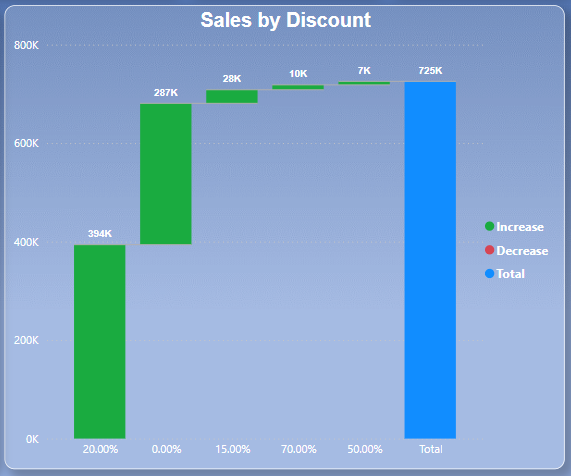 Sales by Discount
800K
600K
400K
200K
0K
394K
287K
28K
10K
7K
725K
20.00%
0.00%
15.00%
70.00%
50.00%
Total
Increase
Decrease
Total